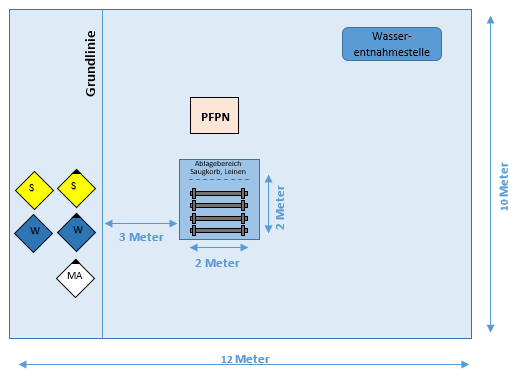 Grundlinie
Wasser-
entnahmestelle
PFPN
Ablagebereich
Saugkorb, Leinen
S
S
W
W
MA
3 Meter
2 Meter
2 Meter
10 Meter
12 Meter